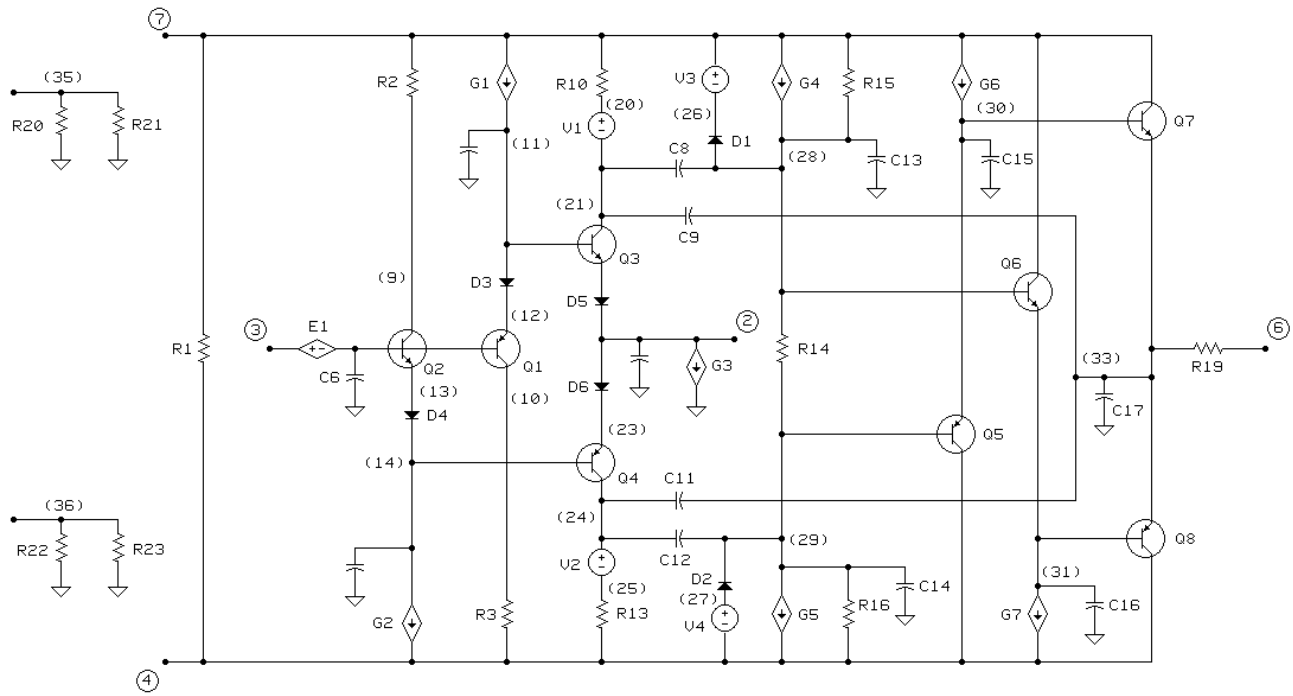 7
(35)
R20
R21
R1
R2
G1
R10
(20)
V1
V3
(26)
D1
G4
R15
G6
(30)
Q7
(11)
C8
(28)
C13
C15
(21)
C9
Q3
(9)
D3
D5
Q6
(12)
3
E1
2
6
C6
Q2
Q1
R14
(33)
R19
(13)
(10)
D6
G3
D4
C17
(23)
Q5
(14)
Q4
C11
(24)
(36)
R22
R23
C12
(29)
Q8
V2
(25)
D2
(27)
C14
(31)
G2
R3
R13
V4
G5
R16
G7
C16
4